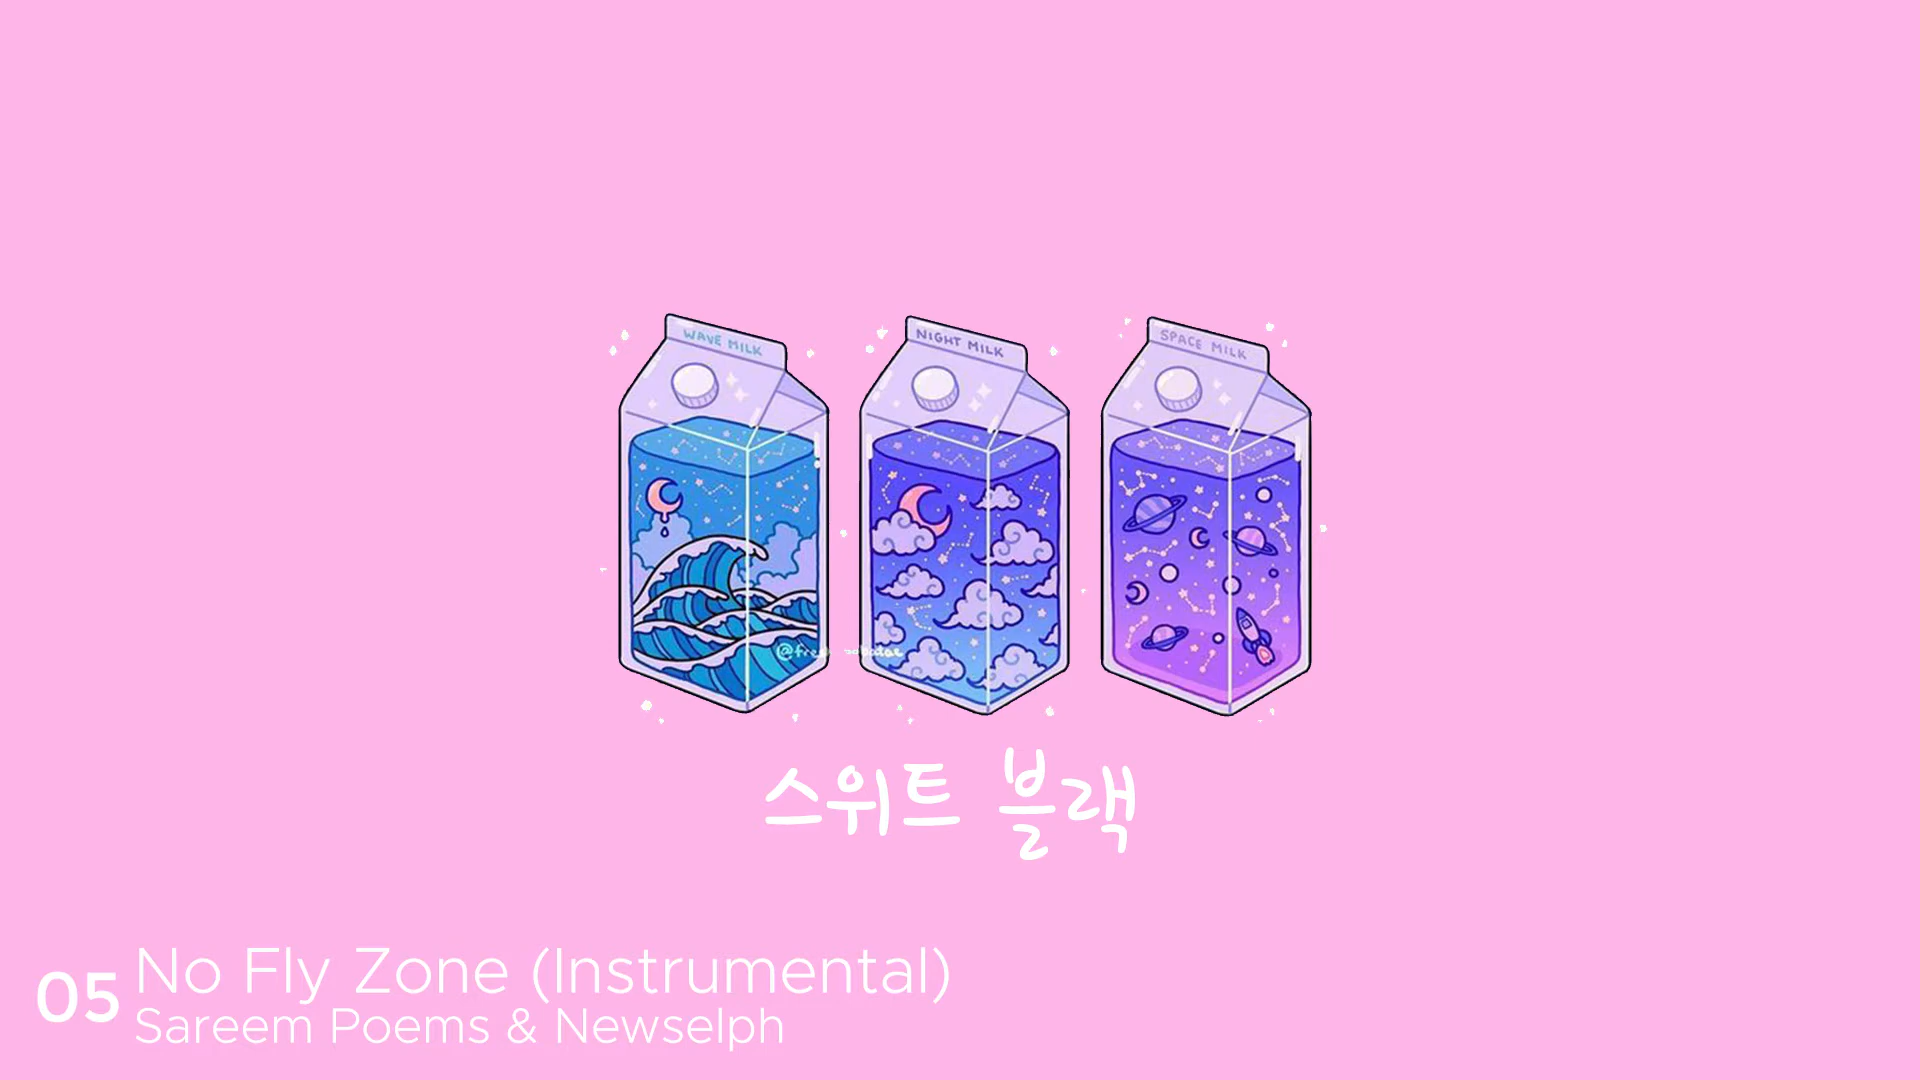 WAVE MILK
NIGHT MILK
SPACE MILK
스위트 블랙
05
No Fly Zone (Instrumental)
Sareem Poems & Newselph